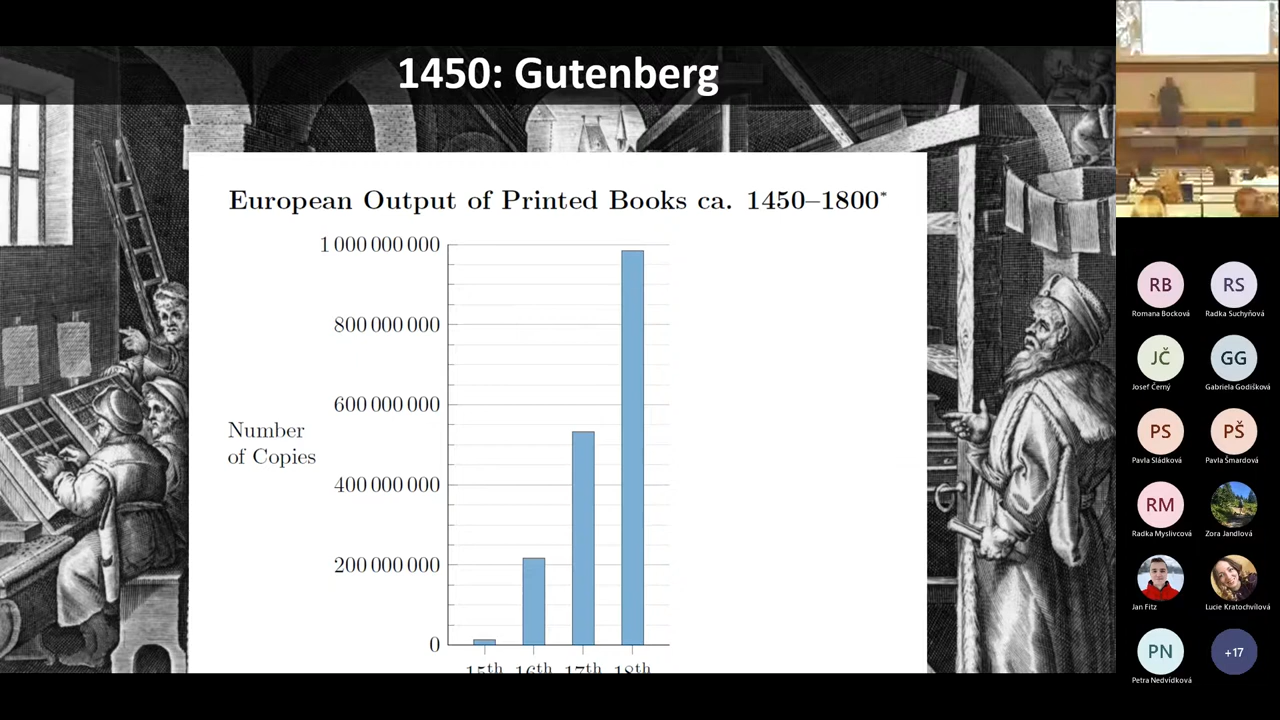 1450: Gutenberg
European Output of Printed Books ca. 1450–1800*
1 000 000 000
800 000 000
600 000 000
Number
of Copies
400 000 000
200 000 000
0
15th 16th 17th 18th
RB RS
Romana Bocková Radka Suchyňová
JČ GG
Josef Černý Gabriela Godišková
PS PŠ
Pavla Sládková Pavla Šmardová
RM
Radka Myslivcová Zora Jandlová
Jan Fitz Lucie Kratochvílová
PN +17
Petra Nedvídková